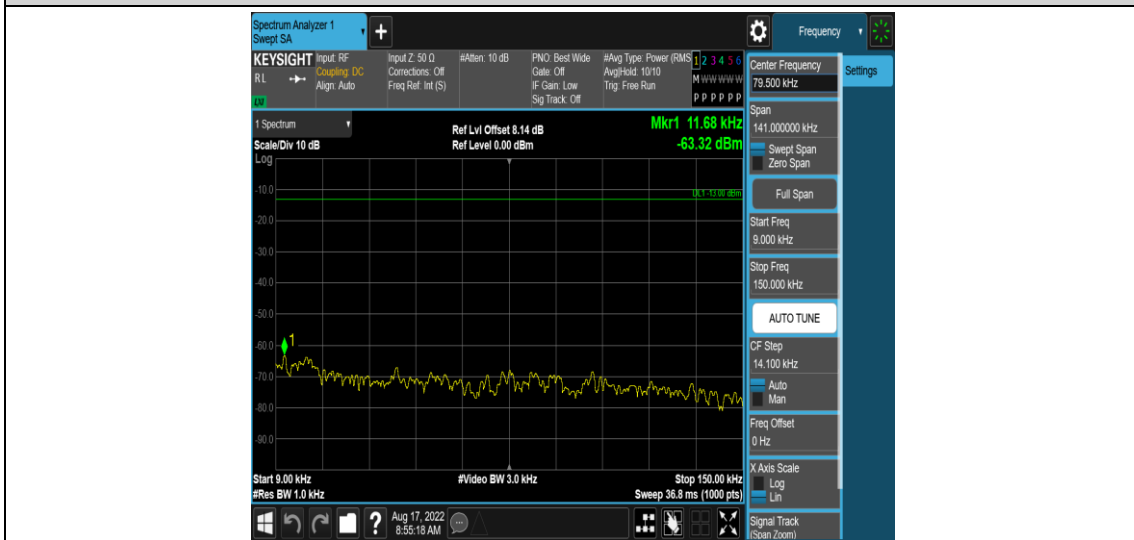 Spectrum Analyzer 1
Swept SA
+
Frequency
KEYSIGHT
RL
LXI
Input: RF
Coupling: DC
Align: Auto
Input Z: 50 Ω
Corrections: Off
Freq Ref: Int (S)
#Atten: 10 dB
PNO: Best Wide
Gate: Off
IF Gain: Low
Sig Track: Off
#Avg Type: Power (RMS
Avg|Hold: 10/10
Trig: Free Run
1 2 3 4 5 6
M W W W W W
P P P P P P
Center Frequency
79.500 kHz
Settings
Span
141.000000 kHz
Swept Span
Zero Span
Full Span
Start Freq
9.000 kHz
Stop Freq
150.000 kHz
AUTO TUNE
CF Step
14.100 kHz
Auto
Man
Freq Offset
0 Hz
X Axis Scale
Log
Lin
Signal Track
(Span Zoom)
1 Spectrum
Scale/Div 10 dB
Log
Ref Lvl Offset 8.14 dB
Ref Level 0.00 dBm
Mkr1 11.68 kHz
-63.32 dBm
DL1 -13.00 dBm
-10.0
-20.0
-30.0
-40.0
-50.0
-60.0
-70.0
-80.0
-90.0
1
Start 9.00 kHz
#Res BW 1.0 kHz
#Video BW 3.0 kHz
Stop 150.00 kHz
Sweep 36.8 ms (1000 pts)
?
Aug 17, 2022
8:55:18 AM